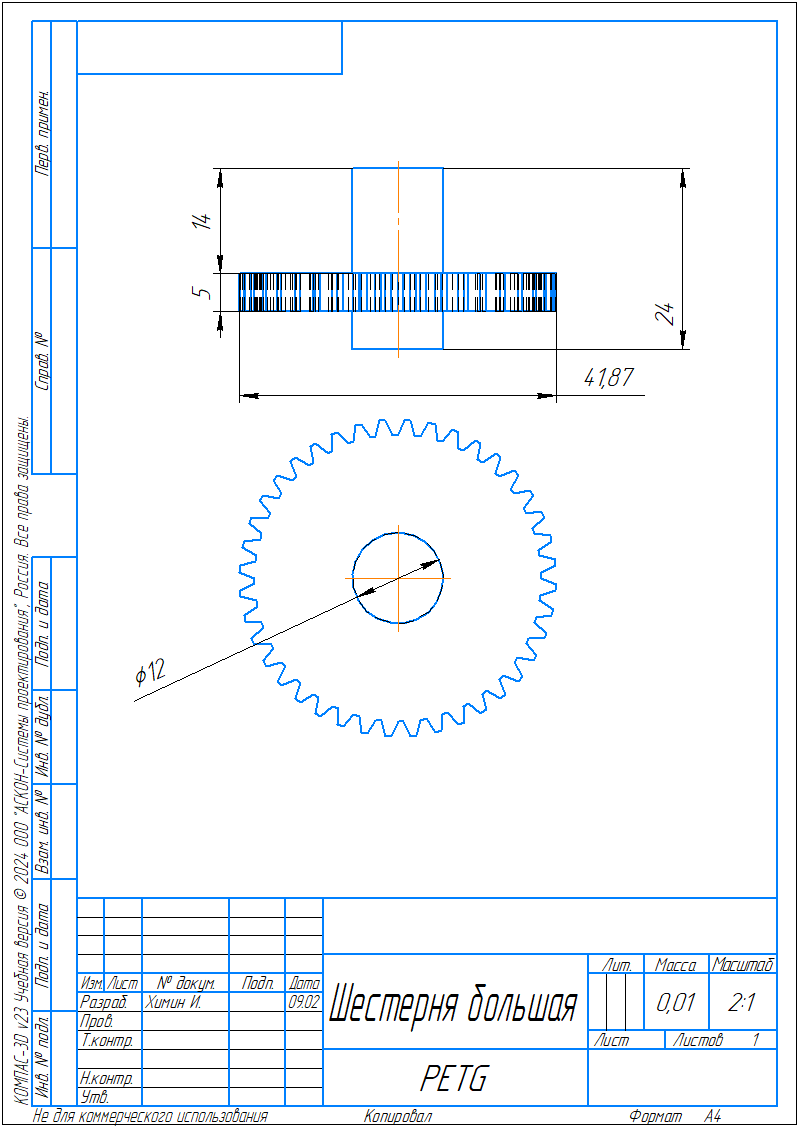 Перв. примен.
Справ. №
Подп. и дата
Инв. № дубл.
Взам. инв. №
Подп. и дата
Инв. № подл.
КОМПАС-3D v23 Учебная версия © 2024 ООО "АСКОН-Системы проектирования", Россия. Все права защищены.
14
5
24
41,87
ϕ12
Изм. Лист № докум. Подп. Дата
Разраб. Химин И. 09.02
Пров.
Т.контр.
Н.контр.
Утв.
Шестерня большая
PETG
Лит. Масса Масштаб
0,01 2:1
Лист Листов 1
Не для коммерческого использования Копировал Формат А4